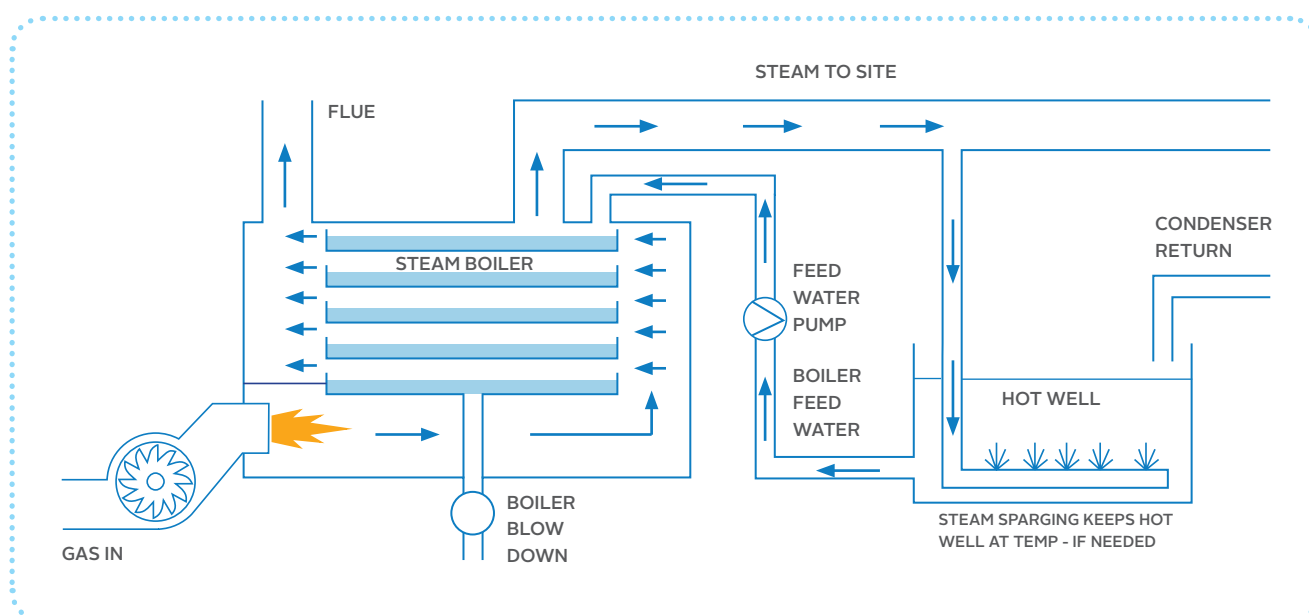 STEAM TO SITE
FLUE
CONDENSER
RETURN
STEAM BOILER
FEED
WATER
PUMP
BOILER
FEED
WATER
HOT WELL
BOILER
BLOW
DOWN
STEAM SPARGING KEEPS HOT
WELL AT TEMP - IF NEEDED
GAS IN